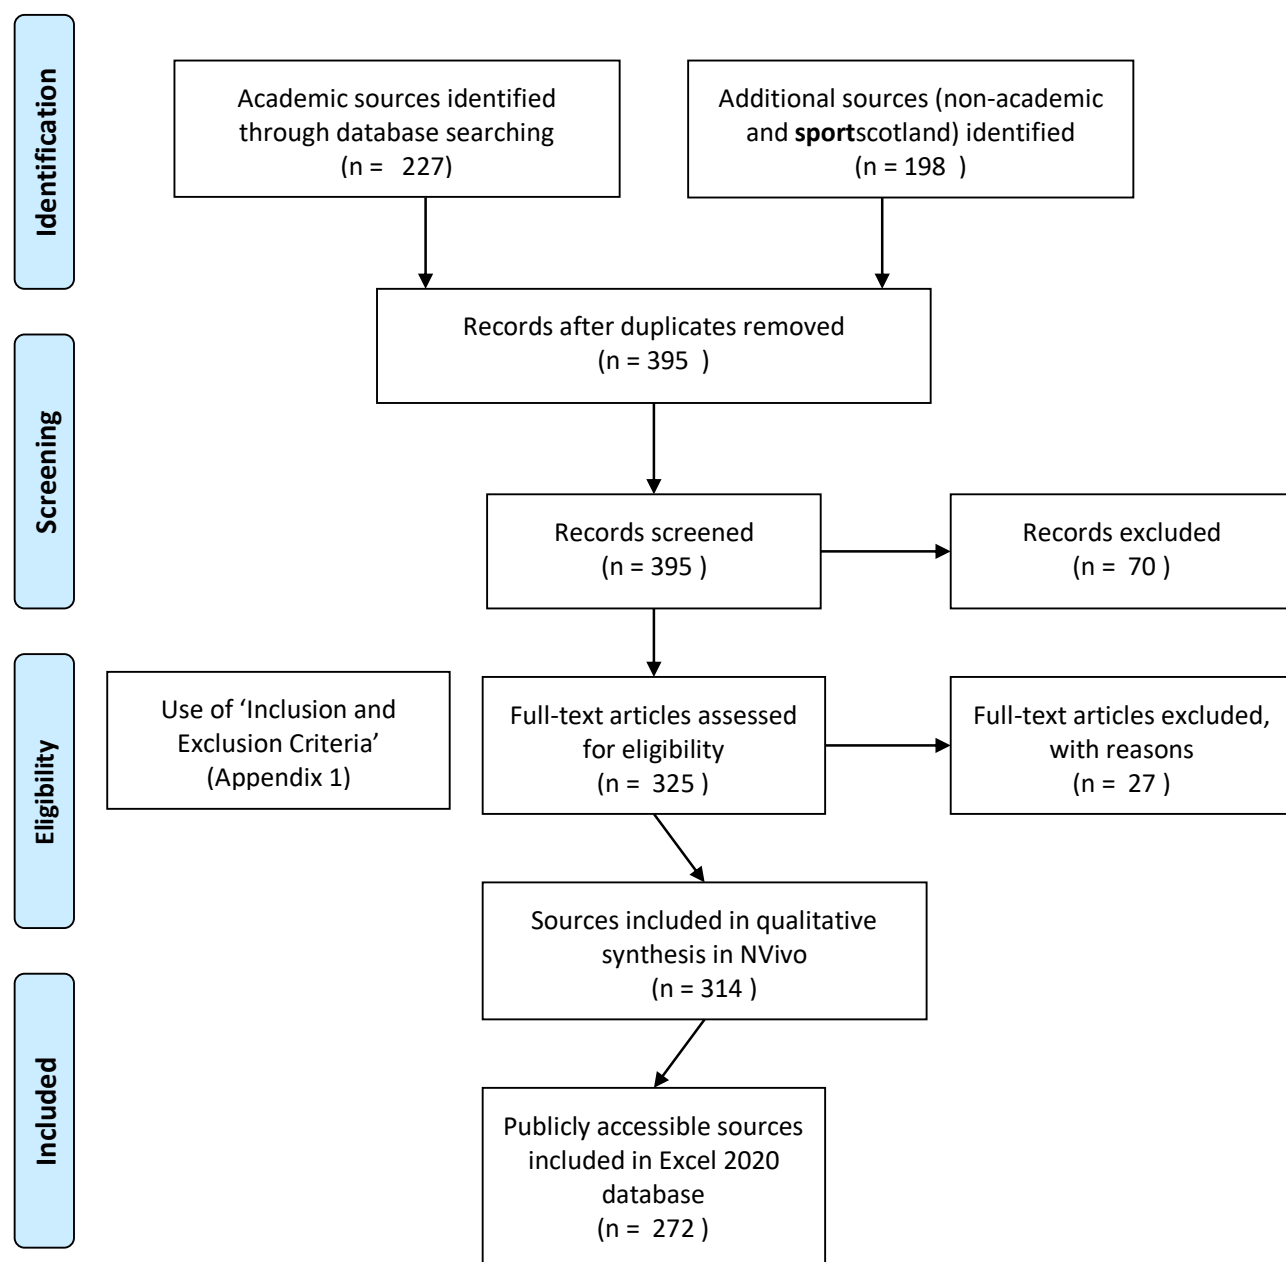 Identification
Academic sources identified
through database searching
(n = 227)
Additional sources (non-academic
and sportscotland) identified
(n = 198 )
Records after duplicates removed
(n = 395 )
Screening
Records screened
(n = 395 )
Records excluded
(n = 70 )
Eligibility
Use of ‘Inclusion and
Exclusion Criteria’
(Appendix 1)
Full-text articles assessed
for eligibility
(n = 325 )
Full-text articles excluded,
with reasons
(n = 27 )
Sources included in qualitative
synthesis in NVivo
(n = 314 )
Included
Publicly accessible sources
included in Excel 2020
database
(n = 272 )